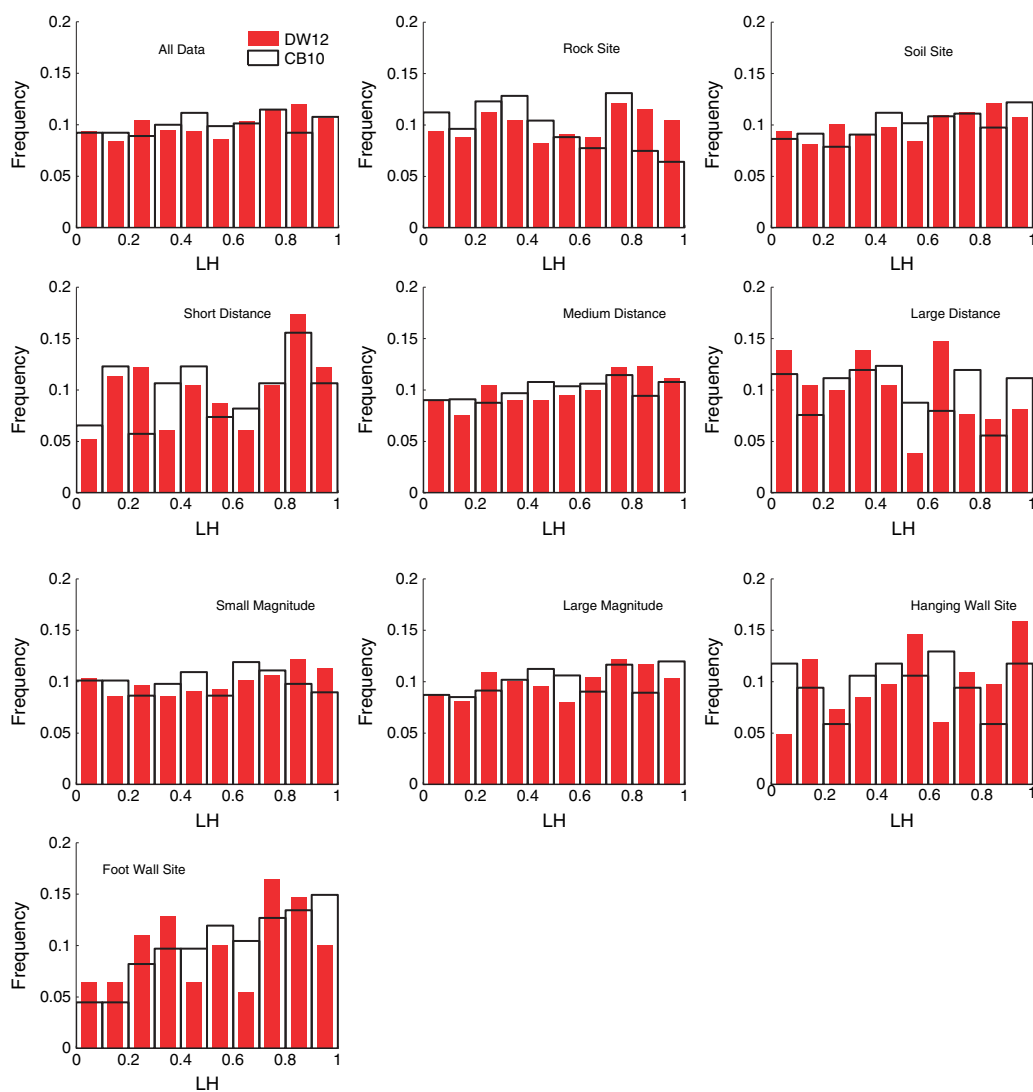 0.2
0.15
0.1
0.05
0
Frequency
All Data
DW12
CB10
0 0.2 0.4 0.6 0.8 1
LH
0.2
0.15
0.1
0.05
0
Frequency
Rock Site
0 0.2 0.4 0.6 0.8 1
LH
0.2
0.15
0.1
0.05
0
Frequency
Soil Site
0 0.2 0.4 0.6 0.8 1
LH
0.2
0.15
0.1
0.05
0
Frequency
Short Distance
0 0.2 0.4 0.6 0.8 1
LH
0.2
0.15
0.1
0.05
0
Frequency
Medium Distance
0 0.2 0.4 0.6 0.8 1
LH
0.2
0.15
0.1
0.05
0
Frequency
Large Distance
0 0.2 0.4 0.6 0.8 1
LH
0.2
0.15
0.1
0.05
0
Frequency
Small Magnitude
0 0.2 0.4 0.6 0.8 1
LH
0.2
0.15
0.1
0.05
0
Frequency
Large Magnitude
0 0.2 0.4 0.6 0.8 1
LH
0.2
0.15
0.1
0.05
0
Frequency
Hanging Wall Site
0.2 0.4 0.6 0.8 1
LH
0.2
0.15
0.1
0.05
0
Frequency
Foot Wall Site
0 0.2 0.4 0.6 0.8 1
LH